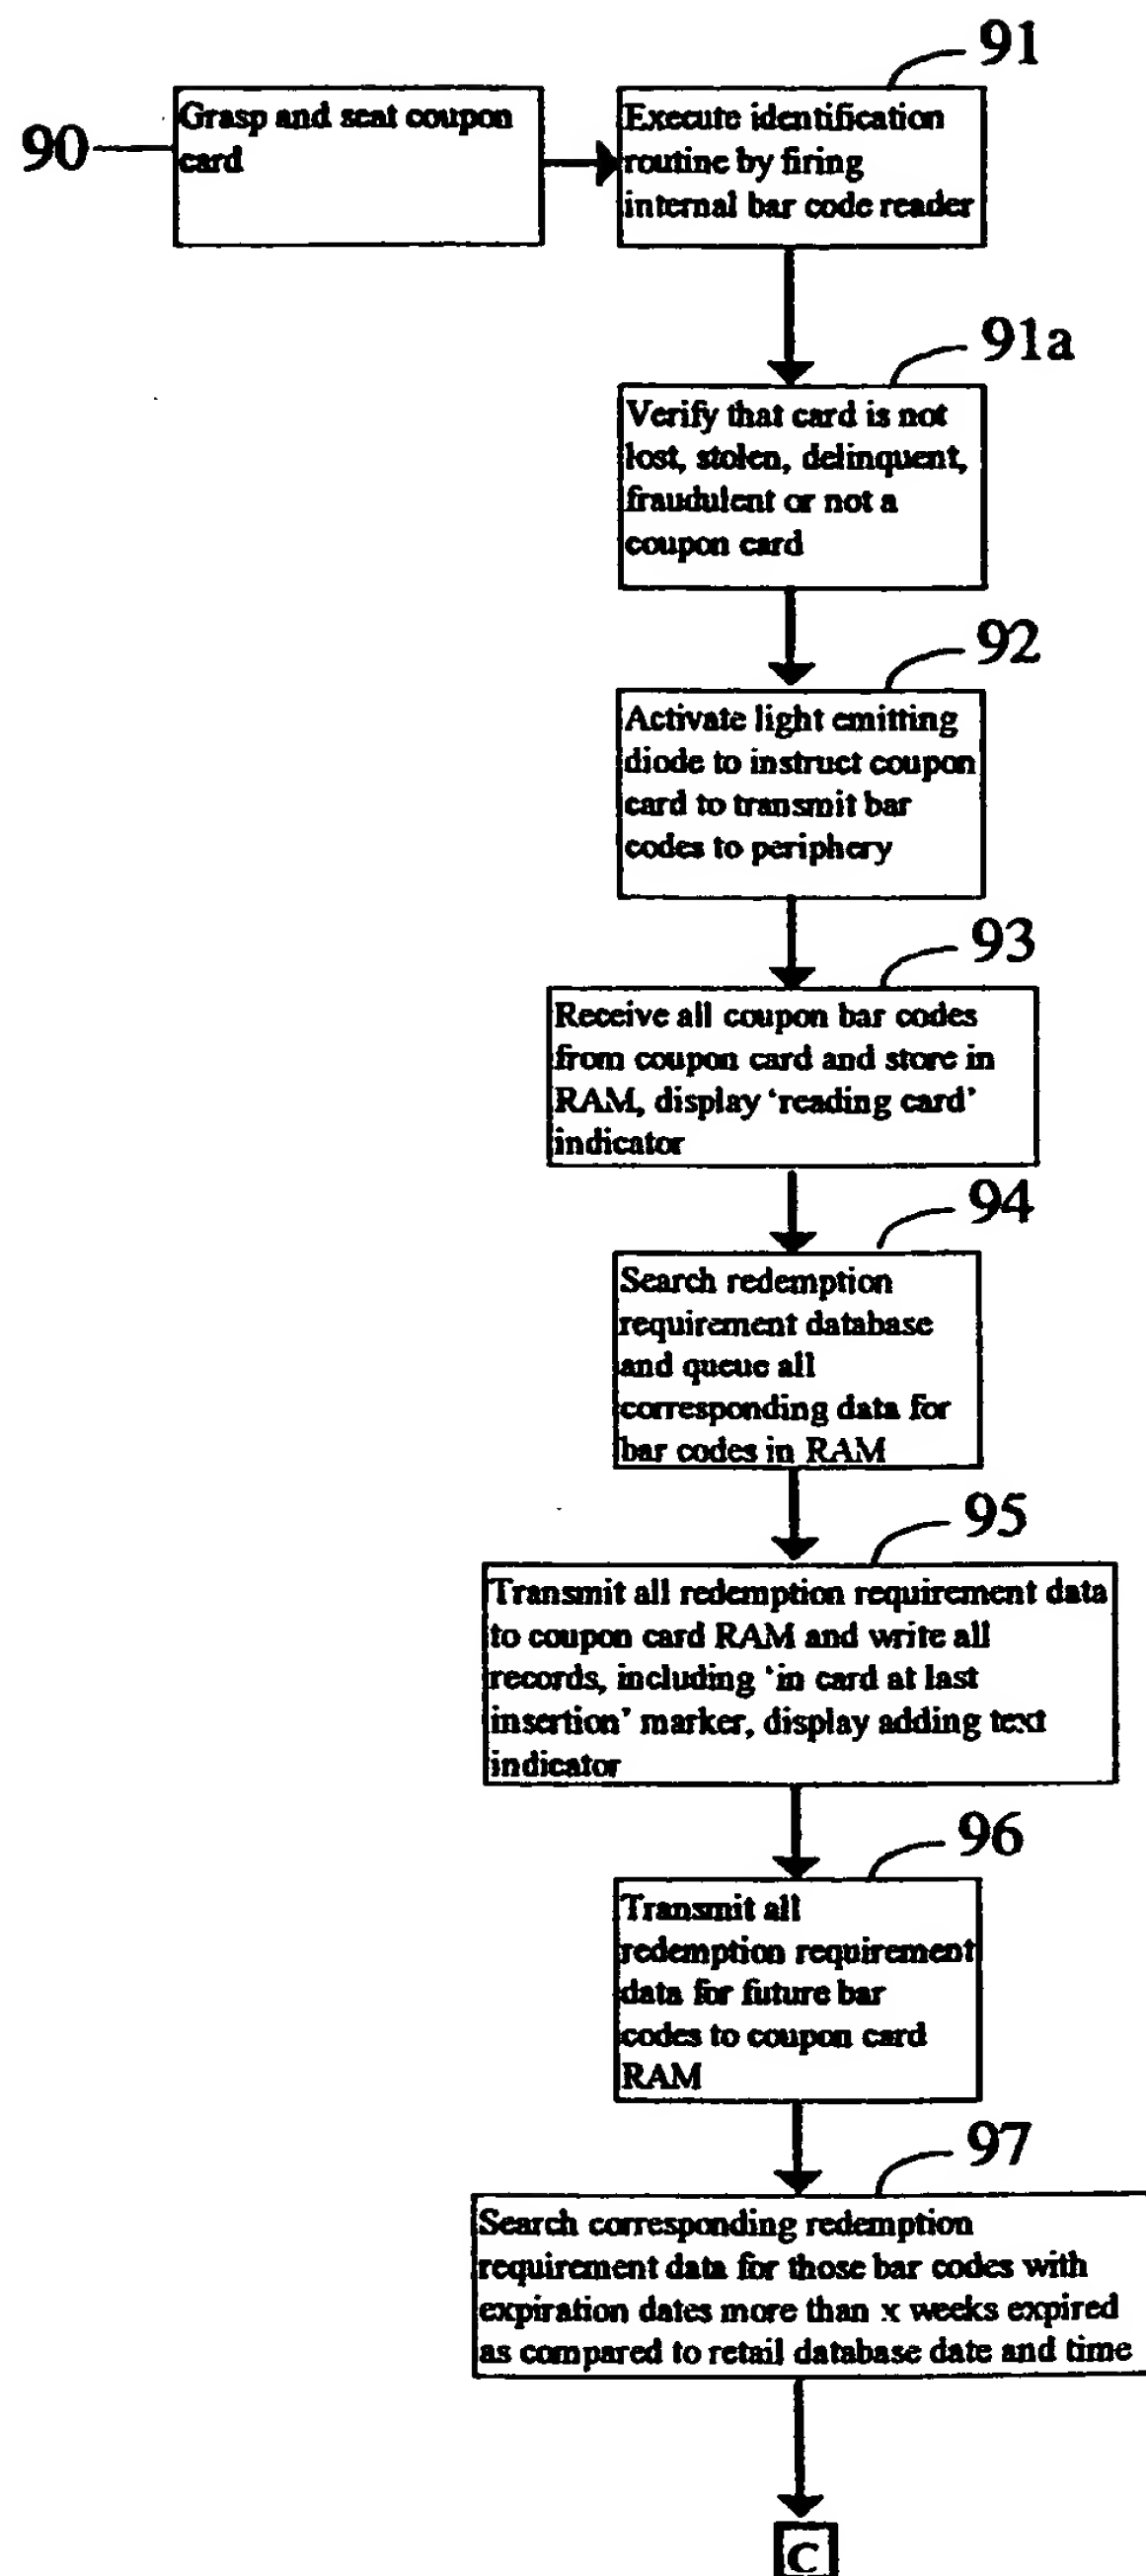 91
90
Grasp and seat coupon
card
Execute identification
routine by firing
internal bar code reader
91a
Verify that card is not
lost, stolen, delinquent,
fraudulent or not a
coupon card
92
Activate light emitting
diode to instruct coupon
card to transmit bar
codes to periphery
93
Receive all coupon bar codes
from coupon card and store in
RAM, display ‘reading card’
indicator
94
Search redemption
requirement database
and queue all
corresponding data for
bar codes in RAM
95
Transmit all redemption requirement data
to coupon card RAM and write all
records, including ‘in card at last
insertion’ marker, display adding text
indicator
96
Transmit all
redemption requirement
data for future bar
codes to coupon card
RAM
97
Search corresponding redemption
requirement data for those bar codes with
expiration dates more than x weeks expired
as compared to retail database date and time
C